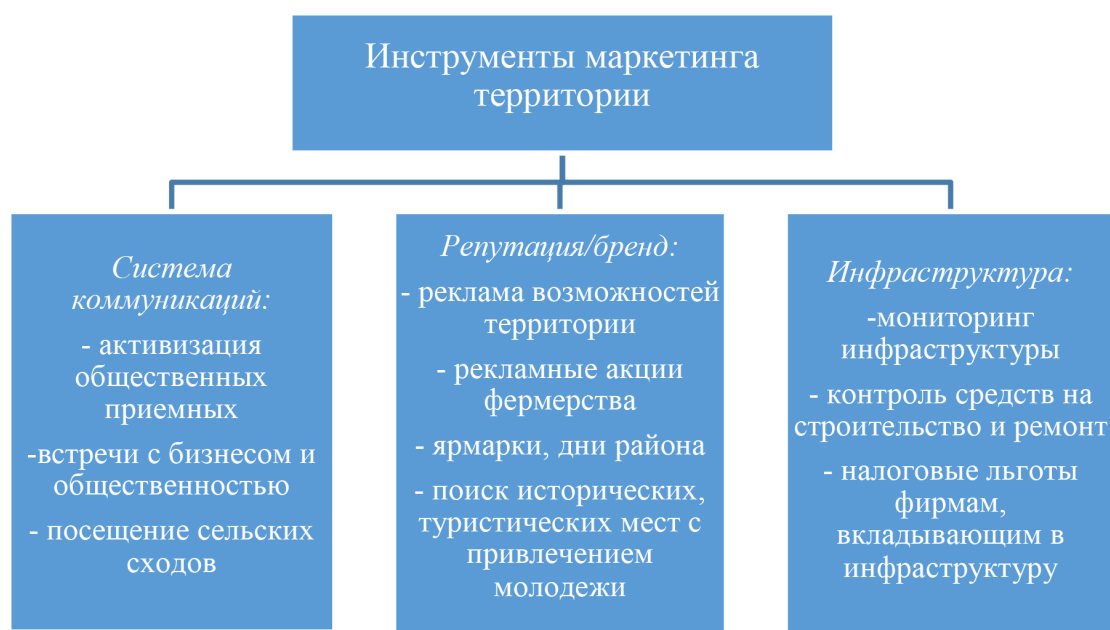 Инструменты маркетинга
территории
Система
коммуникаций:
- активизация
общественных
приемных
-встречи с бизнесом и
общественностью
- посещение сельских
сходов
Репутация/бренд:
- реклама возможностей
территории
- рекламные акции
фермерства
- ярмарки, дни района
- поиск исторических,
туристических мест с
привлечением
молодежи
Инфраструктура:
-мониторинг
инфраструктуры
- контроль средств на
строительство и ремонт
- налоговые льготы
фирмам,
вкладывающим в
инфраструктуру